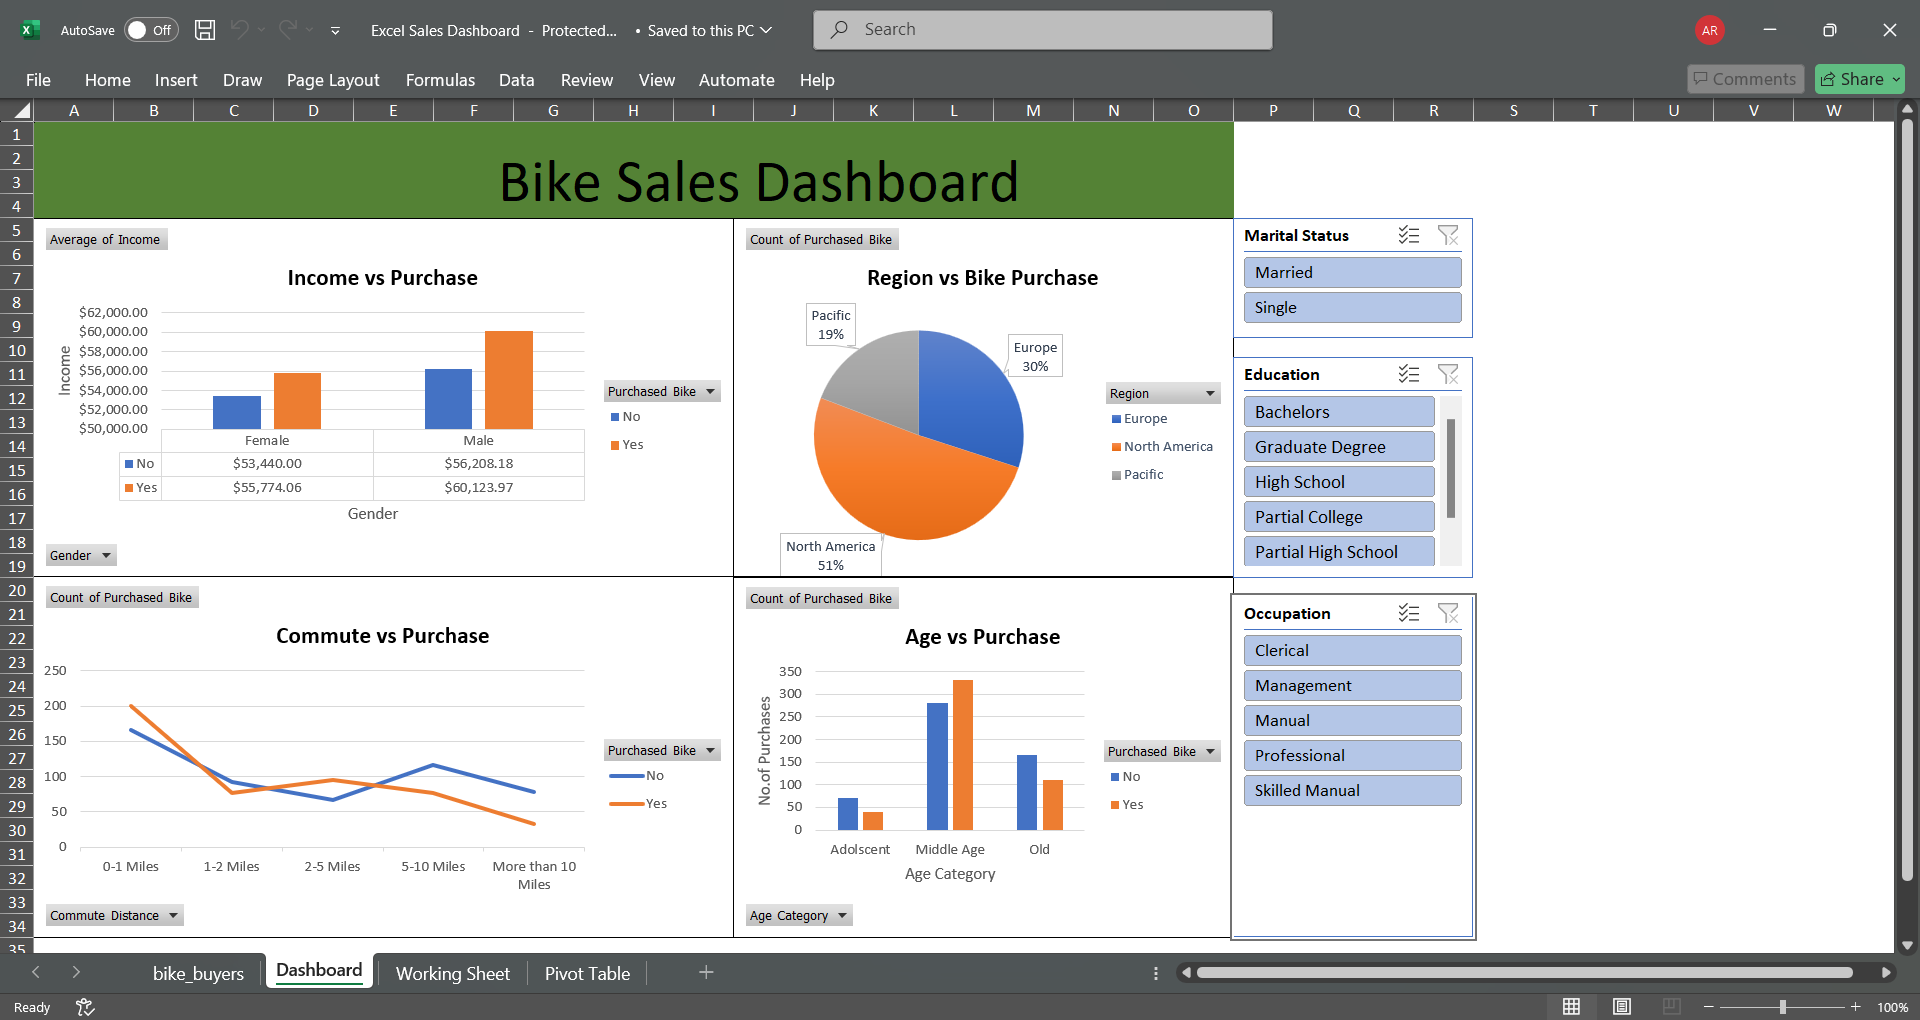 AutoSave Off Excel Sales Dashboard - Protected... • Saved to this PC Search AR
File Home Insert Draw Page Layout Formulas Data Review View Automate Help Comments Share
A B C D E F G H I J K L M N O P Q R S T U V W
1
2
3
4
5
6
7
8
9
10
11
12
13
14
15
16
17
18
19
20
21
22
23
24
25
26
27
28
29
30
31
32
33
34
35
Bike Sales Dashboard
Average of Income
Income vs Purchase
Income
$62,000.00
$60,000.00
$58,000.00
$56,000.00
$54,000.00
$52,000.00
$50,000.00
Female Male
No $53,440.00 $56,208.18
Yes $55,774.06 $60,123.97
Gender
Purchased Bike
No
Yes
Gender
Count of Purchased Bike
Region vs Bike Purchase
Pacific
19%
Europe
30%
North America
51%
Region
Europe
North America
Pacific
Count of Purchased Bike
Commute vs Purchase
250
200
150
100
50
0
0-1 Miles 1-2 Miles 2-5 Miles 5-10 Miles More than 10
Miles
Purchased Bike
No
Yes
Commute Distance
Count of Purchased Bike
Age vs Purchase
No.of Purchases
350
300
250
200
150
100
50
0
Adolscent Middle Age Old
Age Category
Purchased Bike
No
Yes
Age Category
Marital Status
Married
Single
Education
Bachelors
Graduate Degree
High School
Partial College
Partial High School
Occupation
Clerical
Management
Manual
Professional
Skilled Manual
bike_buyers Dashboard Working Sheet Pivot Table
Ready 100%